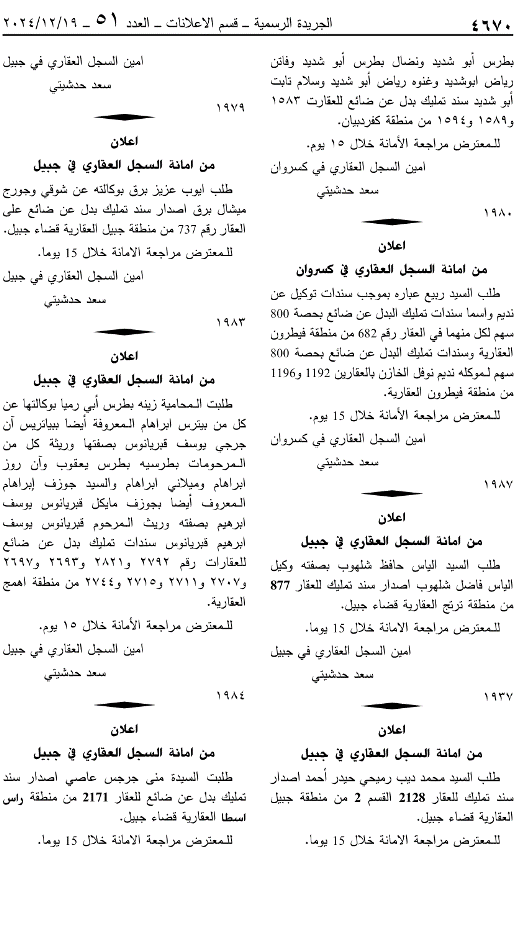 ٤٦٧٠
الجريدة الرسمية ــ قسم الاعلانات ــ العدد ٥١ ــ ٢٠٢٤/١٢/١٩
بطرس أبو شديد ونضال بطرس أبو شديد وفاتن
رياض ابوشديد وغنوه رياض أبو شديد وسلام ثابت
أبو شديد سند تمليك بدل عن ضائع للعقارت ١٥٨٣
و١٥٨٩ و١٥٩٤ من منطقة كفردبيان.
للمعترض مراجعة الأمانة خلال ١٥ يوم.
امين السجل العقاري في كسروان
سعد حدشيتي
١٩٨٠
اعلان
من امانة السجل العقاري في كسروان
طلب السيد ربيع عباره بموجب سندات توكيل عن
نديم واسما سندات تمليك البدل عن ضائع بحصة 800
سهم لكل منهما في العقار رقم 682 من منطقة فيطرون
العقارية وسندات تمليك البدل عن ضائع بحصة 800
سهم لموكله نديم نوفل الخازن بالعقارين 1192 و1196
من منطقة فيطرون العقارية.
للمعترض مراجعة الأمانة خلال 15 يوم.
امين السجل العقاري في كسروان
سعد حدشيتي
١٩٨٧
اعلان
من امانة السجل العقاري في جبيل
طلب السيد الياس حافظ شلهوب بصفته وكيل
الياس فاضل شلهوب اصدار سند تمليك للعقار 877
من منطقة ترتج العقارية قضاء جبيل.
للمعترض مراجعة الامانة خلال 15 يوما.
امين السجل العقاري في جبيل
سعد حدشيتي
١٩٣٧
اعلان
من امانة السجل العقاري في جبيل
طلب السيد محمد ديب رميحي حيدر أحمد اصدار
سند تمليك للعقار 2128 القسم 2 من منطقة جبيل
العقارية قضاء جبيل.
للمعترض مراجعة الامانة خلال 15 يوما.
امين السجل العقاري في جبيل
سعد حدشيتي
١٩٧٩
اعلان
من امانة السجل العقاري في جبيل
طلب ايوب عزيز برق بوكالته عن شوقي وجورج
ميشال برق اصدار سند تمليك بدل عن ضائع على
العقار رقم 737 من منطقة جبيل العقارية قضاء جبيل.
للمعترض مراجعة الامانة خلال 15 يوما.
امين السجل العقاري في جبيل
سعد حدشيتي
١٩٨٣
اعلان
من امانة السجل العقاري في جبيل
طلبت المحامية زينه بطرس أبي رميا بوكالتها عن
كل من بيترس ابراهام المعروفة أيضا ببياتريس آن
جرجي يوسف قبريانوس بصفتها وريثة كل من
المرحومات بطرسيه بطرس يعقوب وآن روز
ابراهام وميلاني ابراهام والسيد جوزف إبراهام
المعروف أيضا بجوزف مايكل قبريانوس يوسف
ابرهيم بصفته وريث المرحوم قبريانوس يوسف
ابرهيم قبريانوس سندات تمليك بدل عن ضائع
للعقارات رقم ٢٧٩٢ و٢٨٢١ و٢٦٩٣ و٢٦٩٧
و٢٧٠٧ و٢٧١١ و٢٧١٥ و٢٧٤٤ من منطقة اهمج
العقارية.
للمعترض مراجعة الأمانة خلال ١٥ يوم.
امين السجل العقاري في جبيل
سعد حدشيتي
١٩٨٤
اعلان
من امانة السجل العقاري في جبيل
طلبت السيدة منى جرجس عاصي اصدار سند
تمليك بدل عن ضائع للعقار 2171 من منطقة راس
اسطا العقارية قضاء جبيل.
للمعترض مراجعة الامانة خلال 15 يوما.